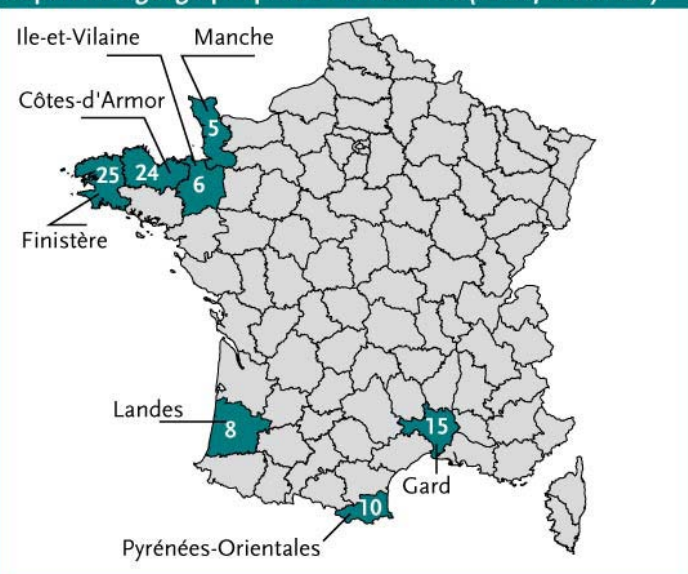 Ile-et-Vilaine
Manche
Côtes-d'Armor
5
25
24
6
Finistère
Landes
8
15
Gard
10
Pyrénées-Orientales